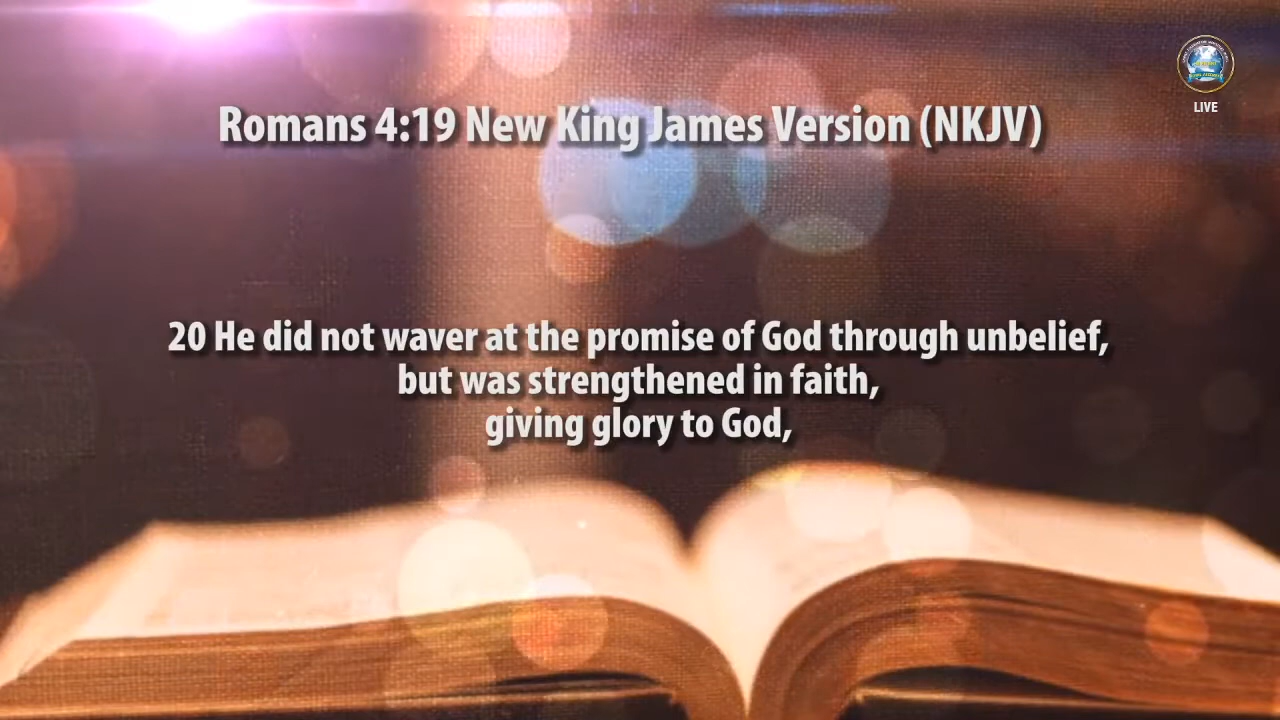 Romans 4:19 New King James Version (NKJV)
LIVE
20 He did not waver at the promise of God through unbelief,
but was strengthened in faith,
giving glory to God,